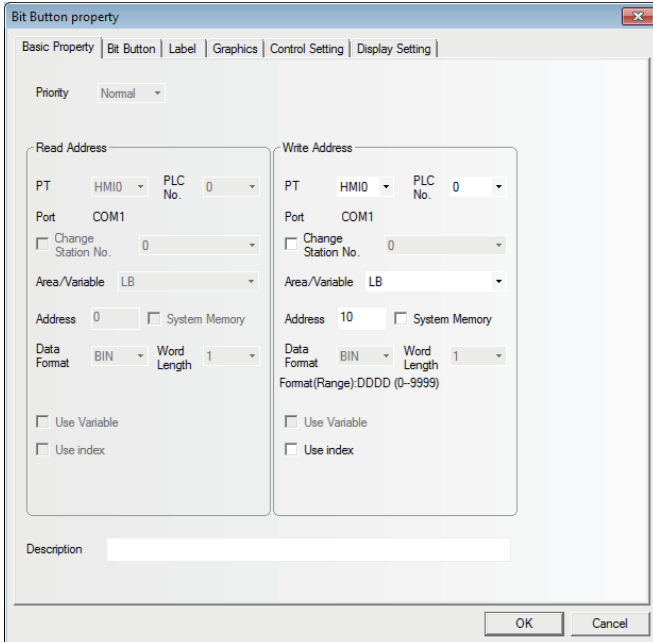 Bit Button property
Basic Property Bit Button Label Graphics Control Setting Display Setting
Priority Normal
Read Address
PT HMI0 PLC No. 0
Port COM1
Change Station No. 0
Area/Variable LB
Address 0 System Memory
Data Format BIN Word Length 1
Use Variable
Use index
Write Address
PT HMI0 PLC No. 0
Port COM1
Change Station No. 0
Area/Variable LB
Address 10 System Memory
Data Format BIN Word Length 1
Format(Range):DDDD (0--9999)
Use Variable
Use index
Description
OK Cancel